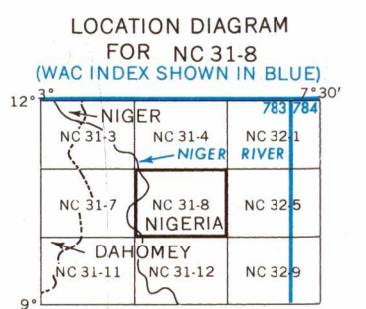 LOCATION DIAGRAM
FOR NC 31-8
(WAC INDEX SHOWN IN BLUE)
12° 3° 7°30'
NIGER 783 784
NC 31-3 NC 31-4 NC 32-1
NIGER RIVER
NC 31-7 NC 31-8 NC 32-5
NIGERIA
DAHOMEY
NC 31-11 NC 31-12 NC 32-9
9°